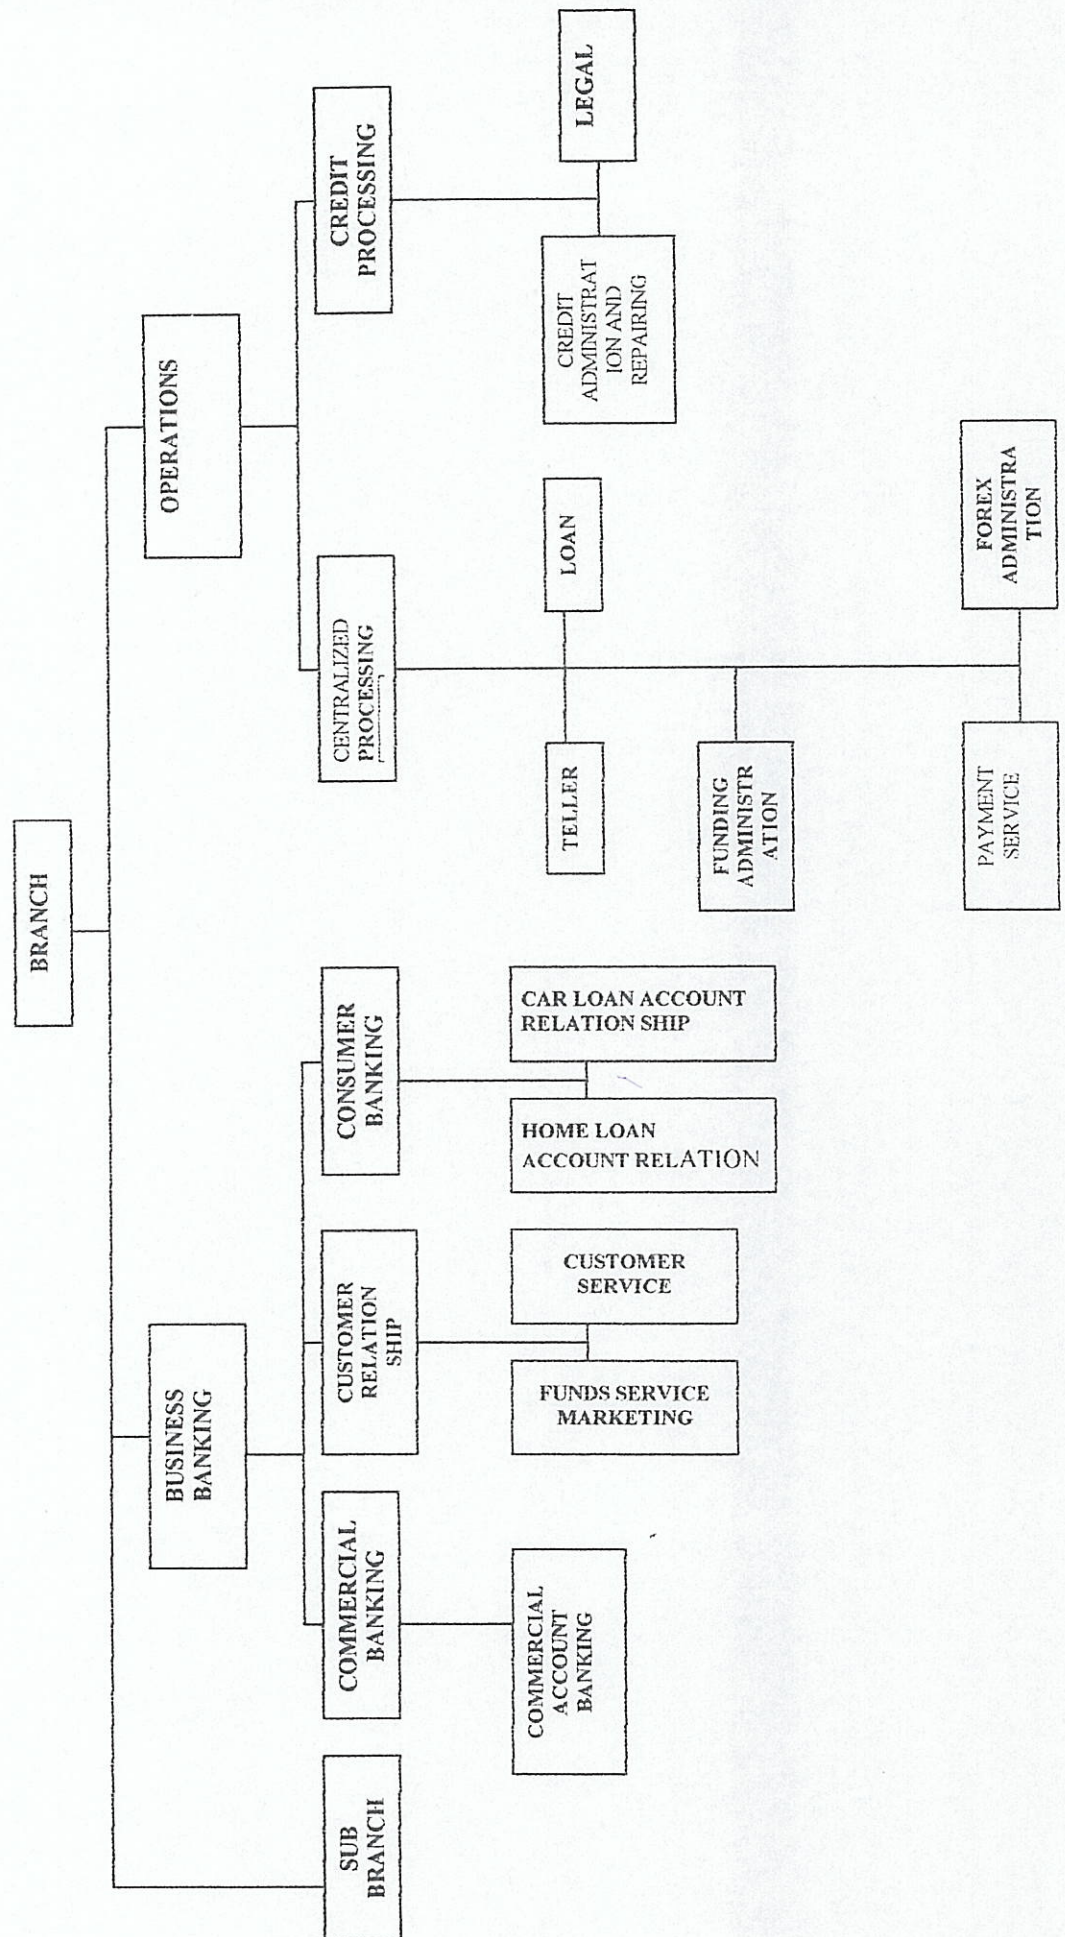 BRANCH
SUB
BRANCH
BUSINESS
BANKING
OPERATIONS
COMMERCIAL
BANKING
CUSTOMER
RELATION
SHIP
CONSUMER
BANKING
CENTRALIZED
PROCESSING
CREDIT
PROCESSING
COMMERCIAL
ACCOUNT
BANKING
FUNDS SERVICE
MARKETING
CUSTOMER
SERVICE
HOME LOAN
ACCOUNT RELATION
CAR LOAN ACCOUNT
RELATION SHIP
TELLER
LOAN
CREDIT
ADMINISTRAT
ION AND
REPAIRING
LEGAL
FUNDING
ADMINISTR
ATION
PAYMENT
SERVICE
FOREX
ADMINISTRA
TION